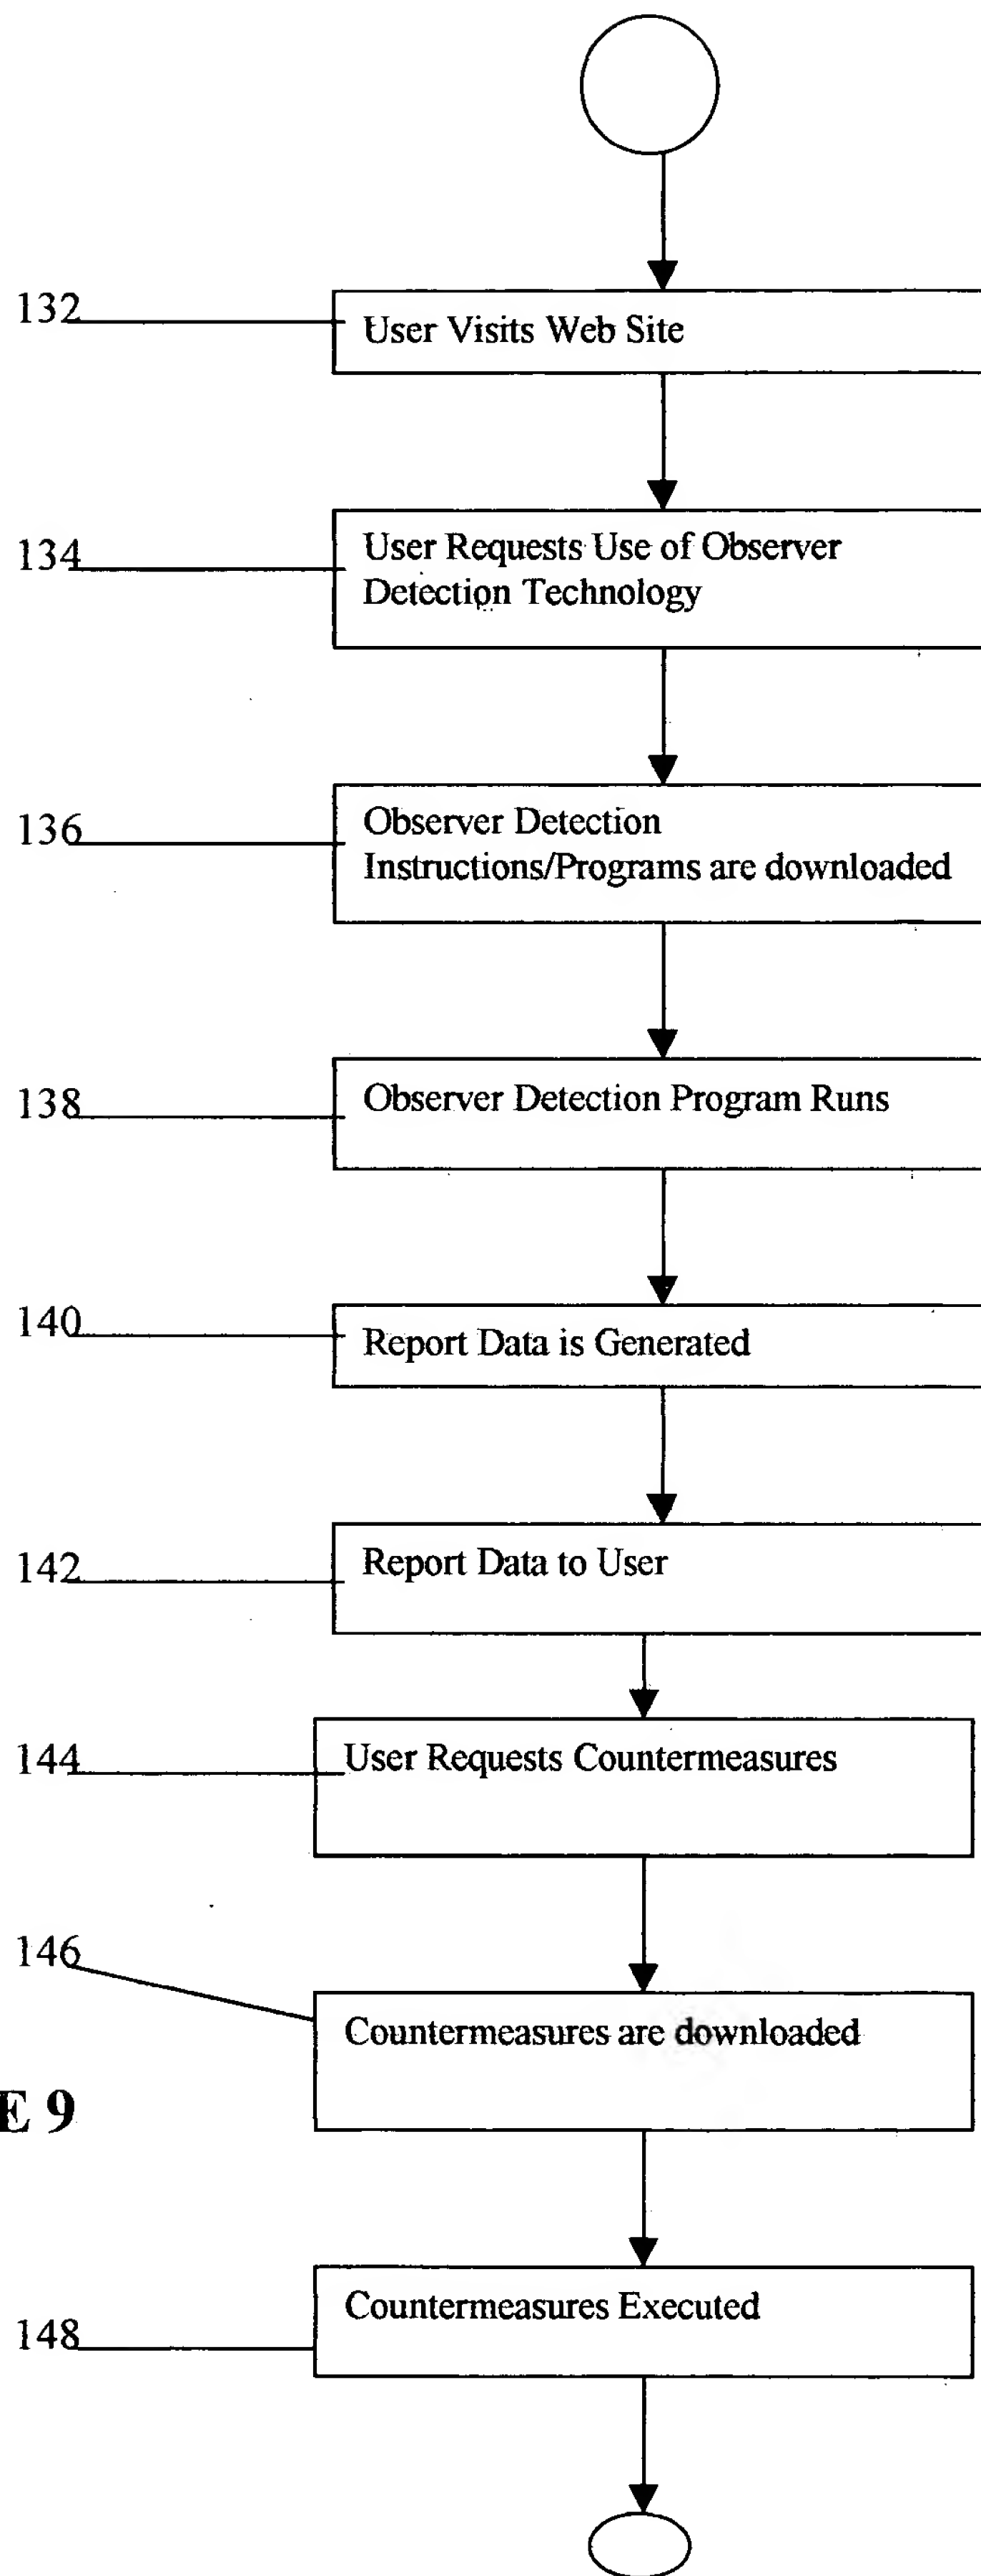 132
User Visits Web Site
134
User Requests Use of Observer
Detection Technology
136
Observer Detection
Instructions/Programs are downloaded
138
Observer Detection Program Runs
140
Report Data is Generated
142
Report Data to User
144
User Requests Countermeasures
146
Countermeasures are downloaded
E 9
148
Countermeasures Executed